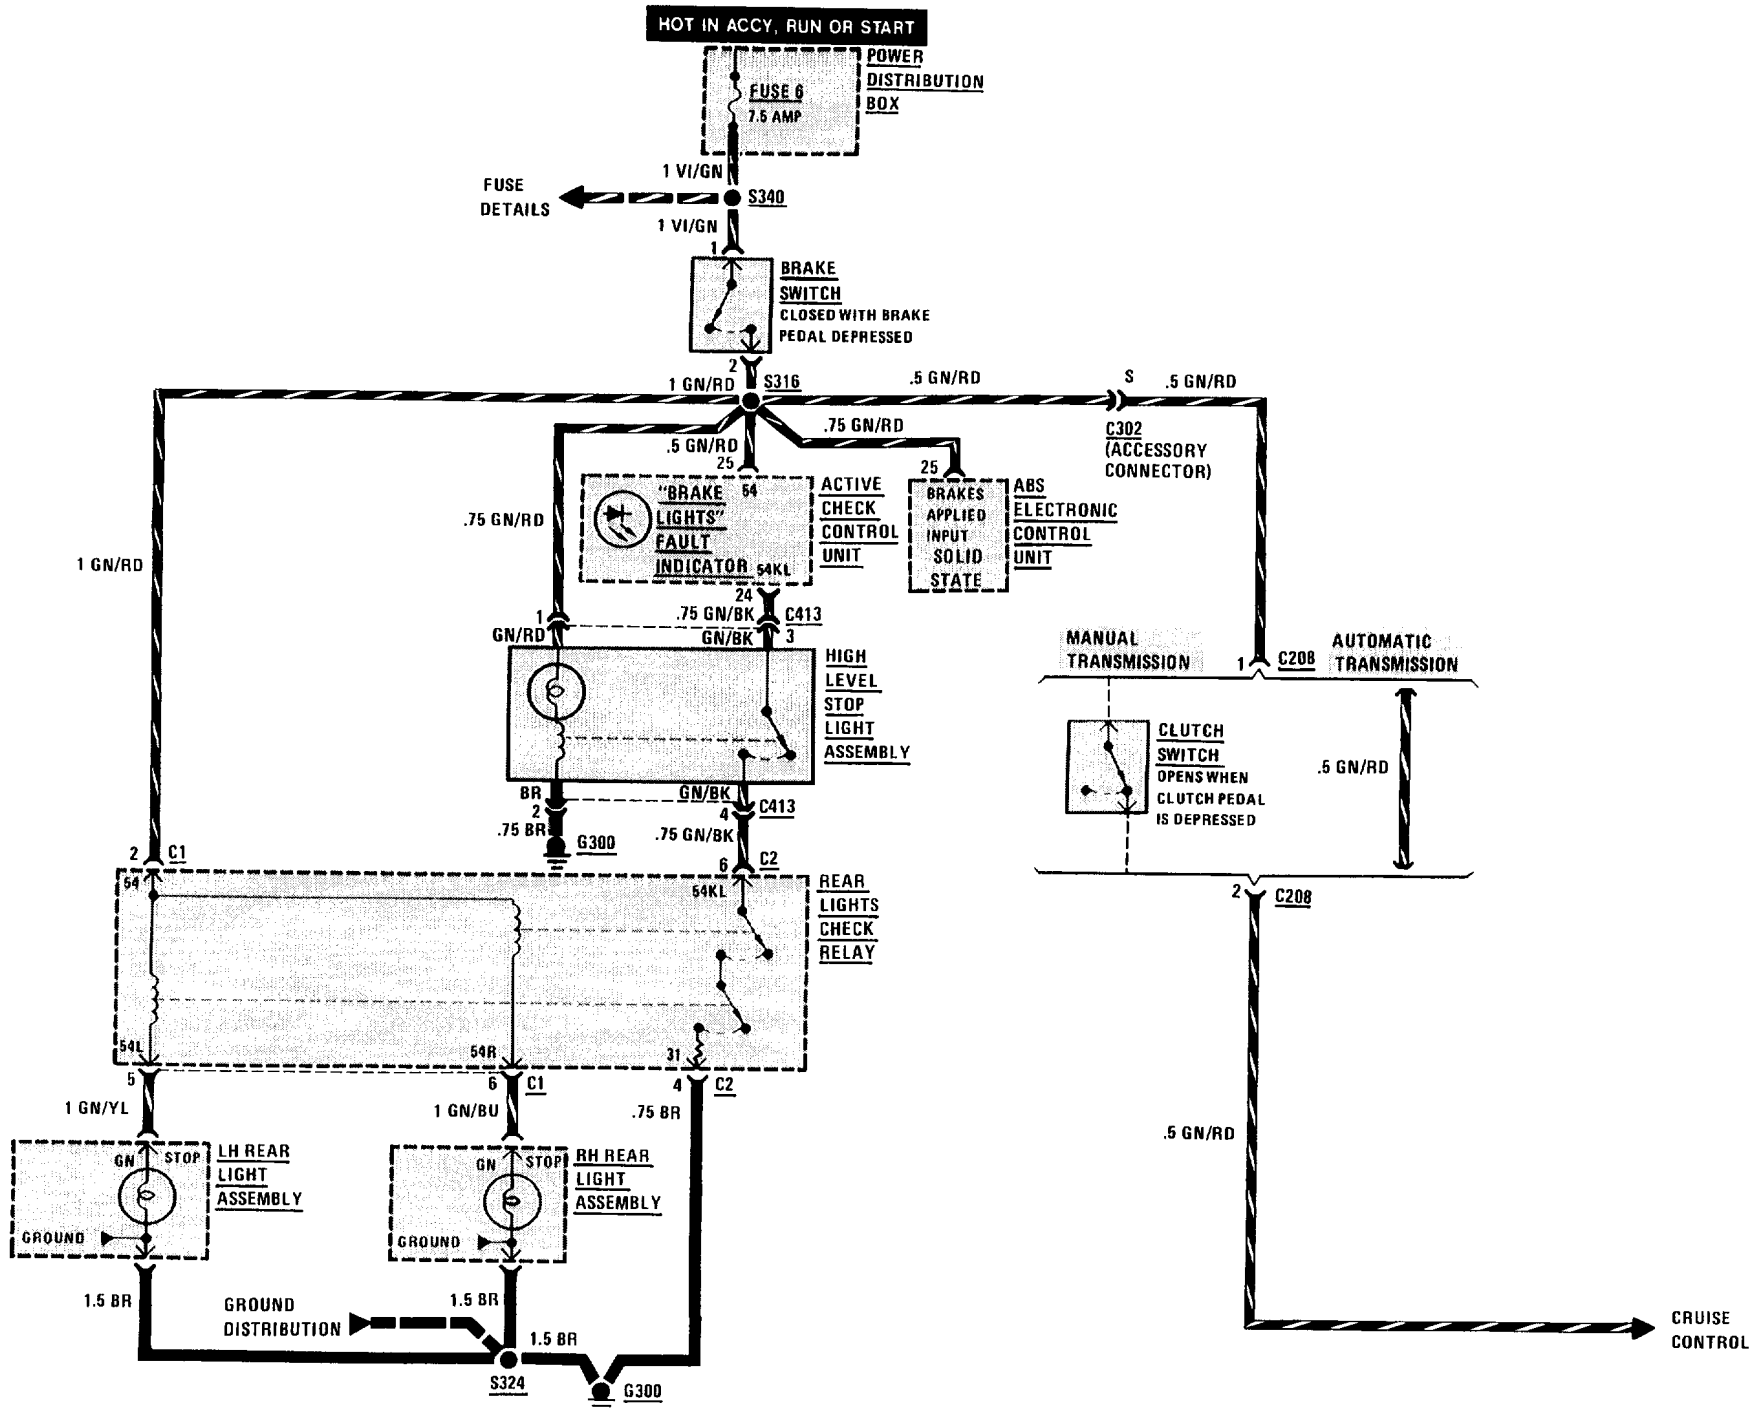 HOT IN ACCY, RUN OR START
POWER
DISTRIBUTION
BOX
FUSE 6
7.5 AMP
1 VI/GN
FUSE
DETAILS
S340
1 VI/GN
1
BRAKE
SWITCH
CLOSED WITH BRAKE
PEDAL DEPRESSED
2
1 GN/RD
S316
.5 GN/RD
S
.5 GN/RD
C302
(ACCESSORY
CONNECTOR)
.5 GN/RD
.75 GN/RD
25
25
.75 GN/RD
1 GN/RD
"BRAKE
LIGHTS"
FAULT
INDICATOR
54
54KL
ACTIVE
CHECK
CONTROL
UNIT
BRAKES
APPLIED
INPUT
SOLID
STATE
ABS
ELECTRONIC
CONTROL
UNIT
24
.75 GN/BK
C413
1
GN/RD
GN/BK
3
HIGH
LEVEL
STOP
LIGHT
ASSEMBLY
MANUAL
TRANSMISSION
1
C208
AUTOMATIC
TRANSMISSION
CLUTCH
SWITCH
OPENS WHEN
CLUTCH PEDAL
IS DEPRESSED
.5 GN/RD
BR
2
.75 BR
G300
GN/BK
4
C413
.75 GN/BK
2
C1
6
C2
2
C208
54
54KL
REAR
LIGHTS
CHECK
RELAY
54L
54R
31
5
6
C1
4
C2
1 GN/YL
1 GN/BU
.75 BR
.5 GN/RD
GN
STOP
LH REAR
LIGHT
ASSEMBLY
GROUND
GN
STOP
RH REAR
LIGHT
ASSEMBLY
GROUND
1.5 BR
GROUND
DISTRIBUTION
1.5 BR
1.5 BR
S324
G300
CRUISE
CONTROL